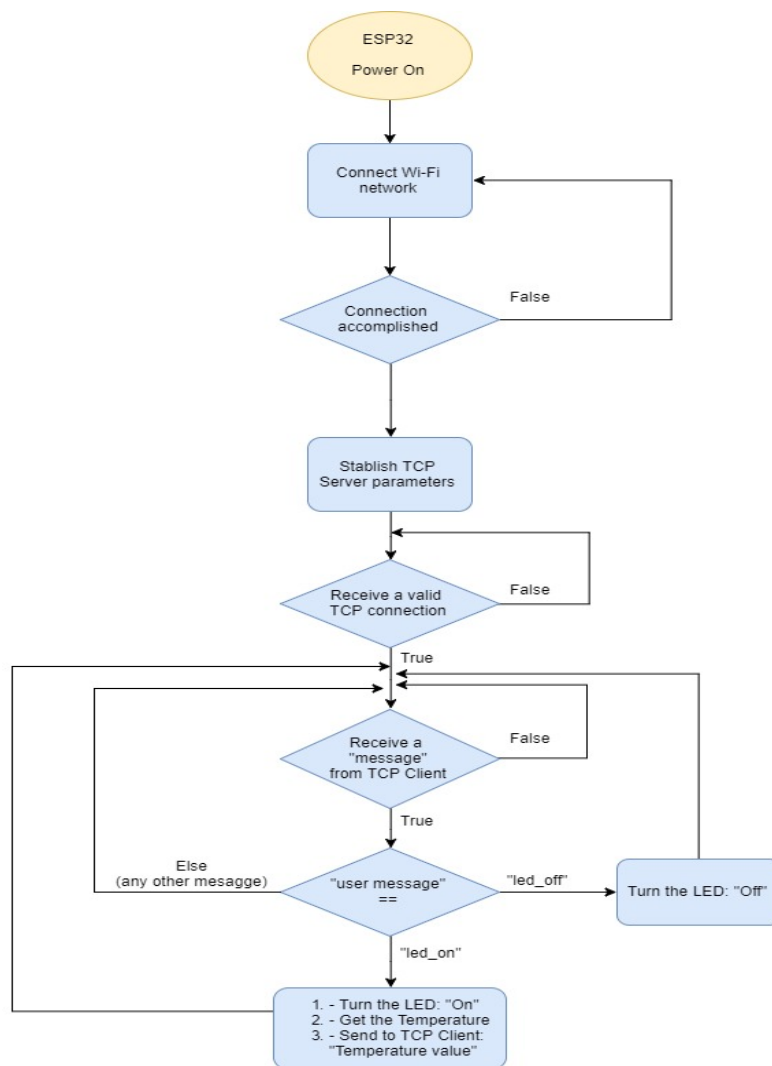 ESP32
Power On
Connect Wi-Fi
network
Connection
accomplished
False
Stablish TCP
Server parameters
Receive a valid
TCP connection
False
True
Receive a
"message"
from TCP Client
False
True
Else
(any other mesagge)
"user message"
==
"led_off"
Turn the LED: "Off"
"led_on"
1. - Turn the LED: "On"
2. - Get the Temperature
3. - Send to TCP Client:
"Temperature value"